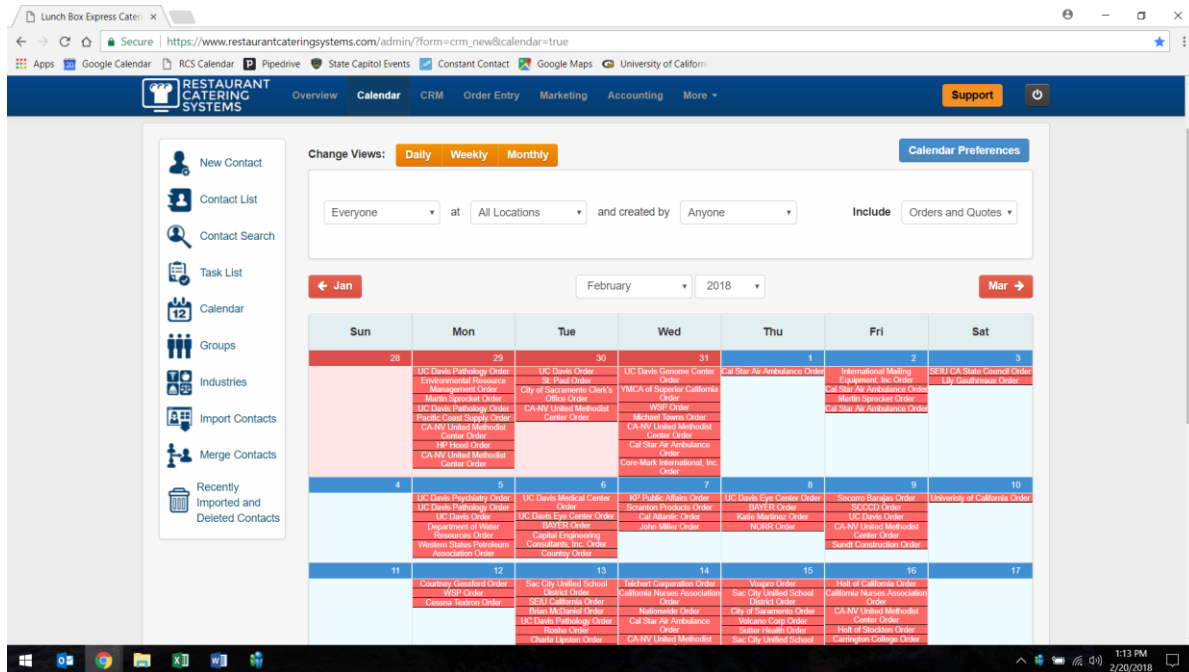 Lunch Box Express Cateri
Secure | https://www.restaurantcateringsystems.com/admin/?form=crm_new&calendar=true
Apps Google Calendar RCS Calendar Pipedrive State Capitol Events Constant Contact Google Maps University of Californ
RESTAURANT
CATERING
SYSTEMS
Overview Calendar CRM Order Entry Marketing Accounting More
Support
New Contact
Contact List
Contact Search
Task List
12
Calendar
Groups
Industries
Import Contacts
Merge Contacts
Recently
Imported and
Deleted Contacts
Change Views: Daily Weekly Monthly
Calendar Preferences
Everyone at All Locations and created by Anyone Include Orders and Quotes
Jan February 2018 Mar
Sun Mon Tue Wed Thu Fri Sat
28
29
UC Davis Pathology Order
Environmental Resource
Management Order
Martin Sprocket Order
UC Davis Pathology Order
Pacific Coast Supply Order
CA-NV United Methodist
Center Order
HP Hood Order
CA-NV United Methodist
Center Order
30
UC Davis Order
St. Paul Order
City of Sacramento Clerk's
Office Order
CA-NV United Methodist
Center Order
31
UC Davis Genome Center
Order
YMCA of Superior California
Order
WSP Order
Michael Towns Order
CA-NV United Methodist
Center Order
Cal Star Air Ambulance
Order
Core-Mark International, Inc.
Order
1
Cal Star Air Ambulance Order
2
International Mailing
Equipment, Inc Order
Cal Star Air Ambulance Order
Martin Sprocket Order
Cal Star Air Ambulance Order
3
SEIU CA State Council Order
Lily Gauthreaux Order
4
5
UC Davis Psychiatry Order
UC Davis Pathology Order
UC Davis Order
Department of Water
Resources Order
Western States Petroleum
Association Order
6
UC Davis Medical Center
Order
UC Davis Eye Center Order
BAYER Order
Capital Engineering
Consultants, Inc. Order
Countsy Order
7
KP Public Affairs Order
Scranton Products Order
Cal Atlantic Order
John Miller Order
8
UC Davis Eye Center Order
BAYER Order
Katie Martinez Order
NORR Order
9
Socorro Barajas Order
SCCCD Order
UC Davis Order
CA-NV United Methodist
Center Order
Sundt Construction Order
10
Univeristy of California Order
11
12
Courtney Gessford Order
WSP Order
Cessna Textron Order
13
Sac City Unified School
District Order
SEIU California Order
Brian McDaniel Order
UC Davis Pathology Order
Roshe Order
Charla Lipston Order
14
Teichert Corporation Order
California Nurses Association
Order
Nationwide Order
Cal Star Air Ambulance
Order
CA-NV United Methodist
15
Voxpro Order
Sac City Unified School
District Order
City of Saramento Order
Volcano Corp Order
Sutter Health Order
Sac City Unified School
16
Holt of California Order
California Nurses Association
Order
CA-NV United Methodist
Center Order
Holt of Stockton Order
Carrington College Order
17
1:13 PM
2/20/2018